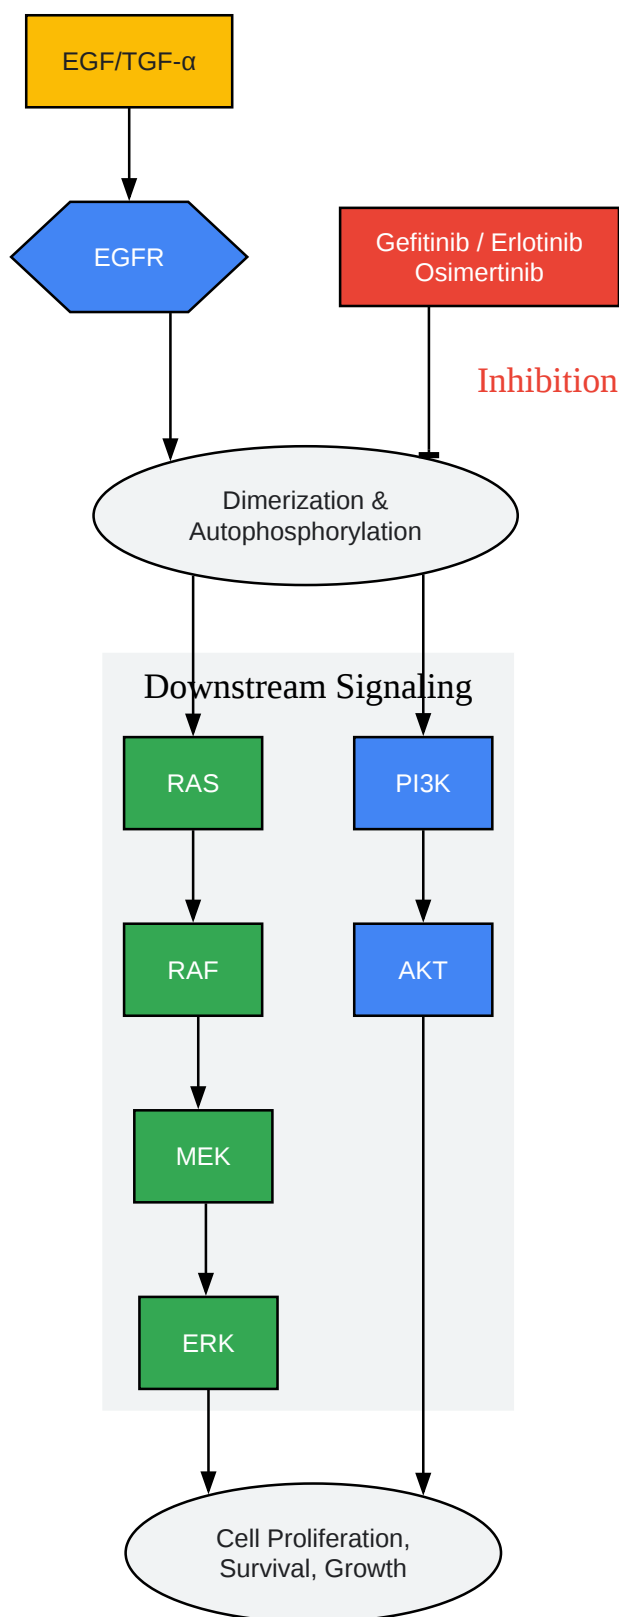 EGF/TGF-α
EGFR
Gefitinib / Erlotinib
Osimertinib
Inhibition
Dimerization &
Autophosphorylation
Downstream Signaling
RAS
PI3K
RAF
AKT
MEK
ERK
Cell Proliferation,
Survival, Growth